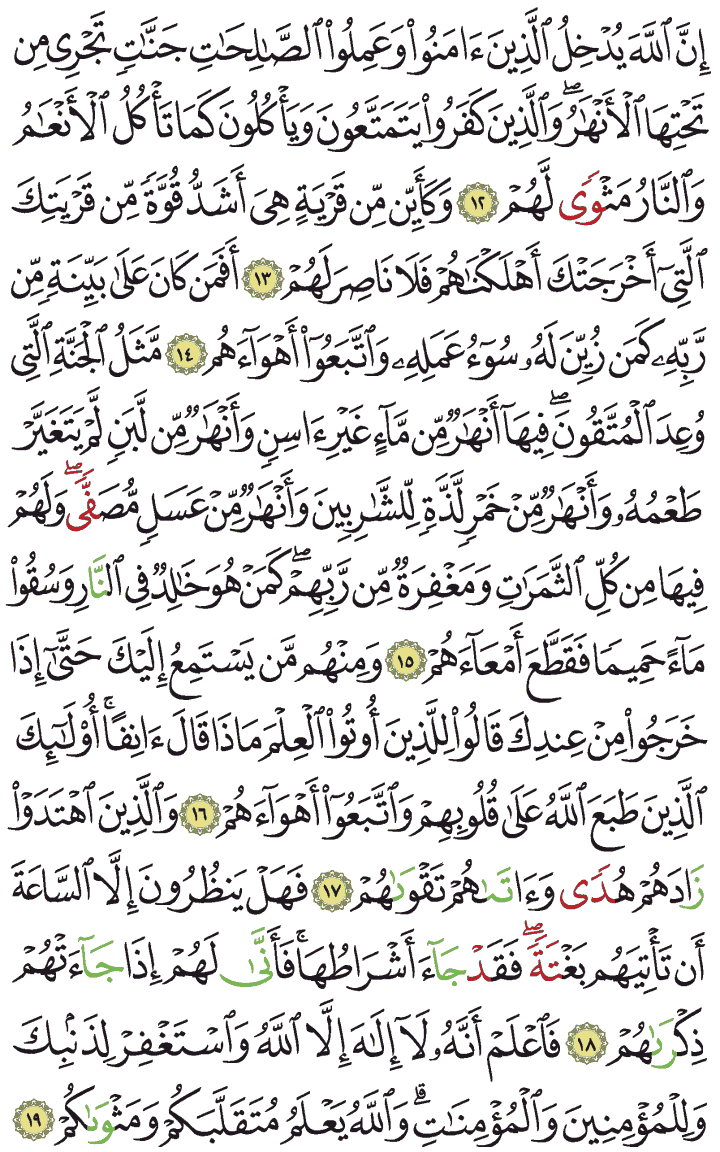 إِنَّ ٱللَّهَ يُدۡخِلُ ٱلَّذِينَ ءَامَنُواْ وَعَمِلُواْ ٱلصَّٰلِحَٰتِ جَنَّٰتٖ تَجۡرِي مِن
تَحۡتِهَا ٱلۡأَنۡهَٰرُۖ وَٱلَّذِينَ كَفَرُواْ يَتَمَتَّعُونَ وَيَأۡكُلُونَ كَمَا تَأۡكُلُ ٱلۡأَنۡعَٰمُ
وَٱلنَّارُ مَثۡوٗى لَّهُمۡ ١٢ وَكَأَيِّن مِّن قَرۡيَةٍ هِيَ أَشَدُّ قُوَّةٗ مِّن قَرۡيَتِكَ
ٱلَّتِيٓ أَخۡرَجَتۡكَ أَهۡلَكۡنَٰهُمۡ فَلَا نَاصِرَ لَهُمۡ ١٣ أَفَمَن كَانَ عَلَىٰ بَيِّنَةٖ مِّن
رَّبِّهِۦ كَمَن زُيِّنَ لَهُۥ سُوٓءُ عَمَلِهِۦ وَٱتَّبَعُوٓاْ أَهۡوَآءَهُم ١٤ مَّثَلُ ٱلۡجَنَّةِ ٱلَّتِي
وُعِدَ ٱلۡمُتَّقُونَۖ فِيهَآ أَنۡهَٰرٞ مِّن مَّآءٍ غَيۡرِ ءَاسِنٖ وَأَنۡهَٰرٞ مِّن لَّبَنٖ لَّمۡ يَتَغَيَّرۡ
طَعۡمُهُۥ وَأَنۡهَٰرٞ مِّنۡ خَمۡرٖ لَّذَّةٖ لِّلشَّٰرِبِينَ وَأَنۡهَٰرٞ مِّنۡ عَسَلٖ مُّصَفّٗىۖ وَلَهُمۡ
فِيهَا مِن كُلِّ ٱلثَّمَرَٰتِ وَمَغۡفِرَةٞ مِّن رَّبِّهِمۡۖ كَمَنۡ هُوَ خَٰلِدٞ فِي ٱلنَّارِ وَسُقُواْ
مَآءً حَمِيمٗا فَقَطَّعَ أَمۡعَآءَهُمۡ ١٥ وَمِنۡهُم مَّن يَسۡتَمِعُ إِلَيۡكَ حَتَّىٰٓ إِذَا
خَرَجُواْ مِنۡ عِندِكَ قَالُواْ لِلَّذِينَ أُوتُواْ ٱلۡعِلۡمَ مَاذَا قَالَ ءَانِفًاۚ أُوْلَٰٓئِكَ
ٱلَّذِينَ طَبَعَ ٱللَّهُ عَلَىٰ قُلُوبِهِمۡ وَٱتَّبَعُوٓاْ أَهۡوَآءَهُمۡ ١٦ وَٱلَّذِينَ ٱهۡتَدَوۡاْ
زَادَهُمۡ هُدٗى وَءَاتَىٰهُمۡ تَقۡوَىٰهُمۡ ١٧ فَهَلۡ يَنظُرُونَ إِلَّا ٱلسَّاعَةَ
أَن تَأۡتِيَهُم بَغۡتَةٗۖ فَقَدۡ جَآءَ أَشۡرَاطُهَاۚ فَأَنَّىٰ لَهُمۡ إِذَا جَآءَتۡهُمۡ
ذِكۡرَىٰهُمۡ ١٨ فَٱعۡلَمۡ أَنَّهُۥ لَآ إِلَٰهَ إِلَّا ٱللَّهُ وَٱسۡتَغۡفِرۡ لِذَنۢبِكَ
وَلِلۡمُؤۡمِنِينَ وَٱلۡمُؤۡمِنَٰتِۗ وَٱللَّهُ يَعۡلَمُ مُتَقَلَّبَكُمۡ وَمَثۡوَىٰكُمۡ ١٩